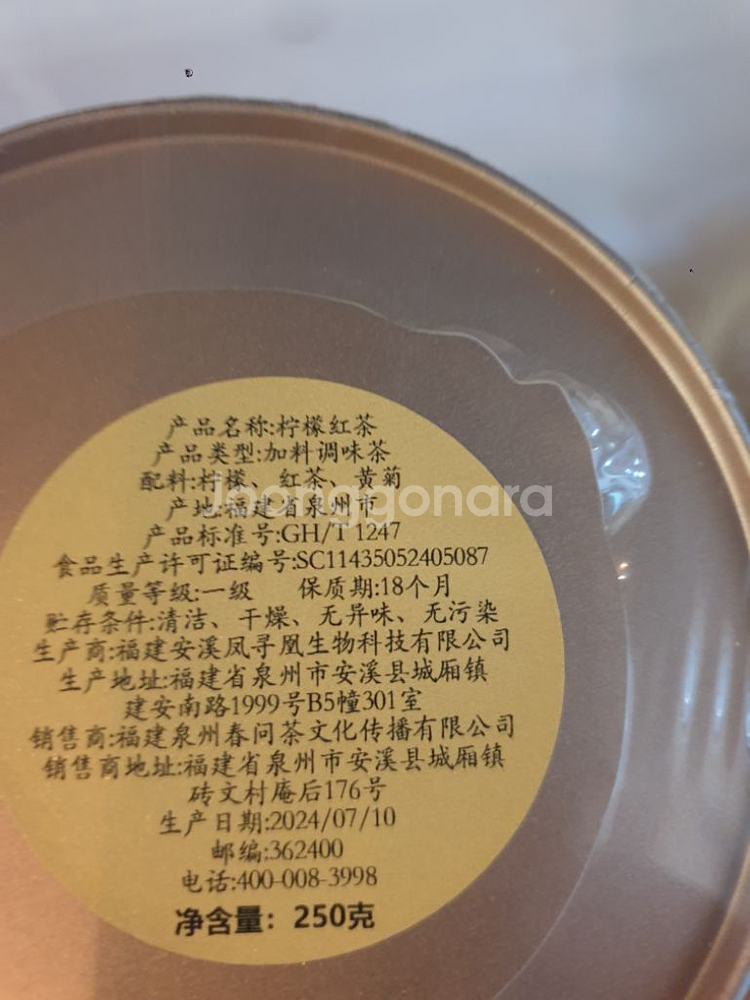 产品名称:柠檬红茶
产品类型:加料调味茶
配料:柠檬、红茶、黄菊
Joonggonara
产地:福建省泉州市
产品标准号:GH/T 1247
食品生产许可证编号:SC11435052405087
质量等级:一级 保质期:18个月
贮存条件:清洁、干燥、无异味、无污染
生产商:福建安溪凤寻凰生物科技有限公司
生产地址:福建省泉州市安溪县城厢镇
建安南路1999号B5幢301室
销售商:福建泉州春问茶文化传播有限公司
销售商地址:福建省泉州市安溪县城厢镇
砖文村庵后176号
生产日期:2024/07/10
邮编:362400
电话:400-008-3998
净含量：250克